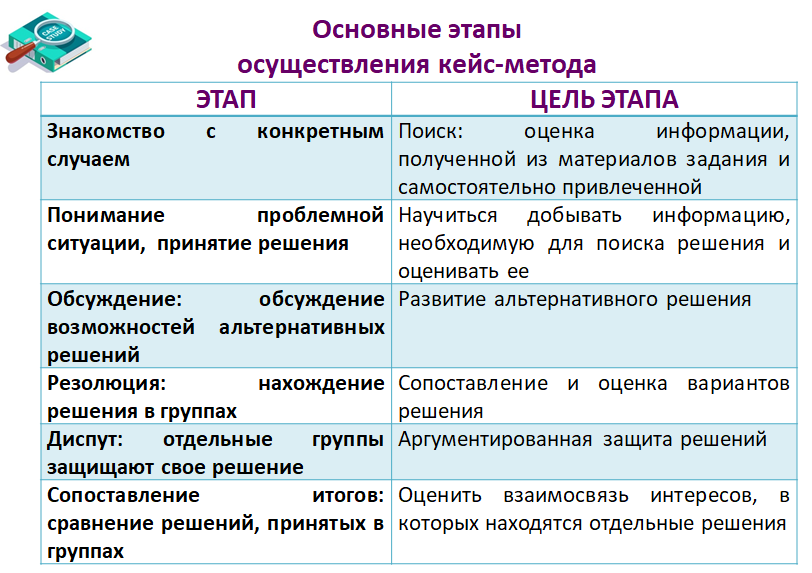 CASE STUDY
Основные этапы
осуществления кейс-метода
ЭТАП
ЦЕЛЬ ЭТАПА
Знакомство с конкретным
случаем
Поиск: оценка информации,
полученной из материалов задания и
самостоятельно привлеченной
Понимание проблемной
ситуации, принятие решения
Научиться добывать информацию,
необходимую для поиска решения и
оценивать ее
Обсуждение: обсуждение
возможностей альтернативных
решений
Развитие альтернативного решения
Резолюция: нахождение
решения в группах
Сопоставление и оценка вариантов
решения
Диспут: отдельные группы
защищают свое решение
Аргументированная защита решений
Сопоставление итогов:
сравнение решений, принятых в
группах
Оценить взаимосвязь интересов, в
которых находятся отдельные решения